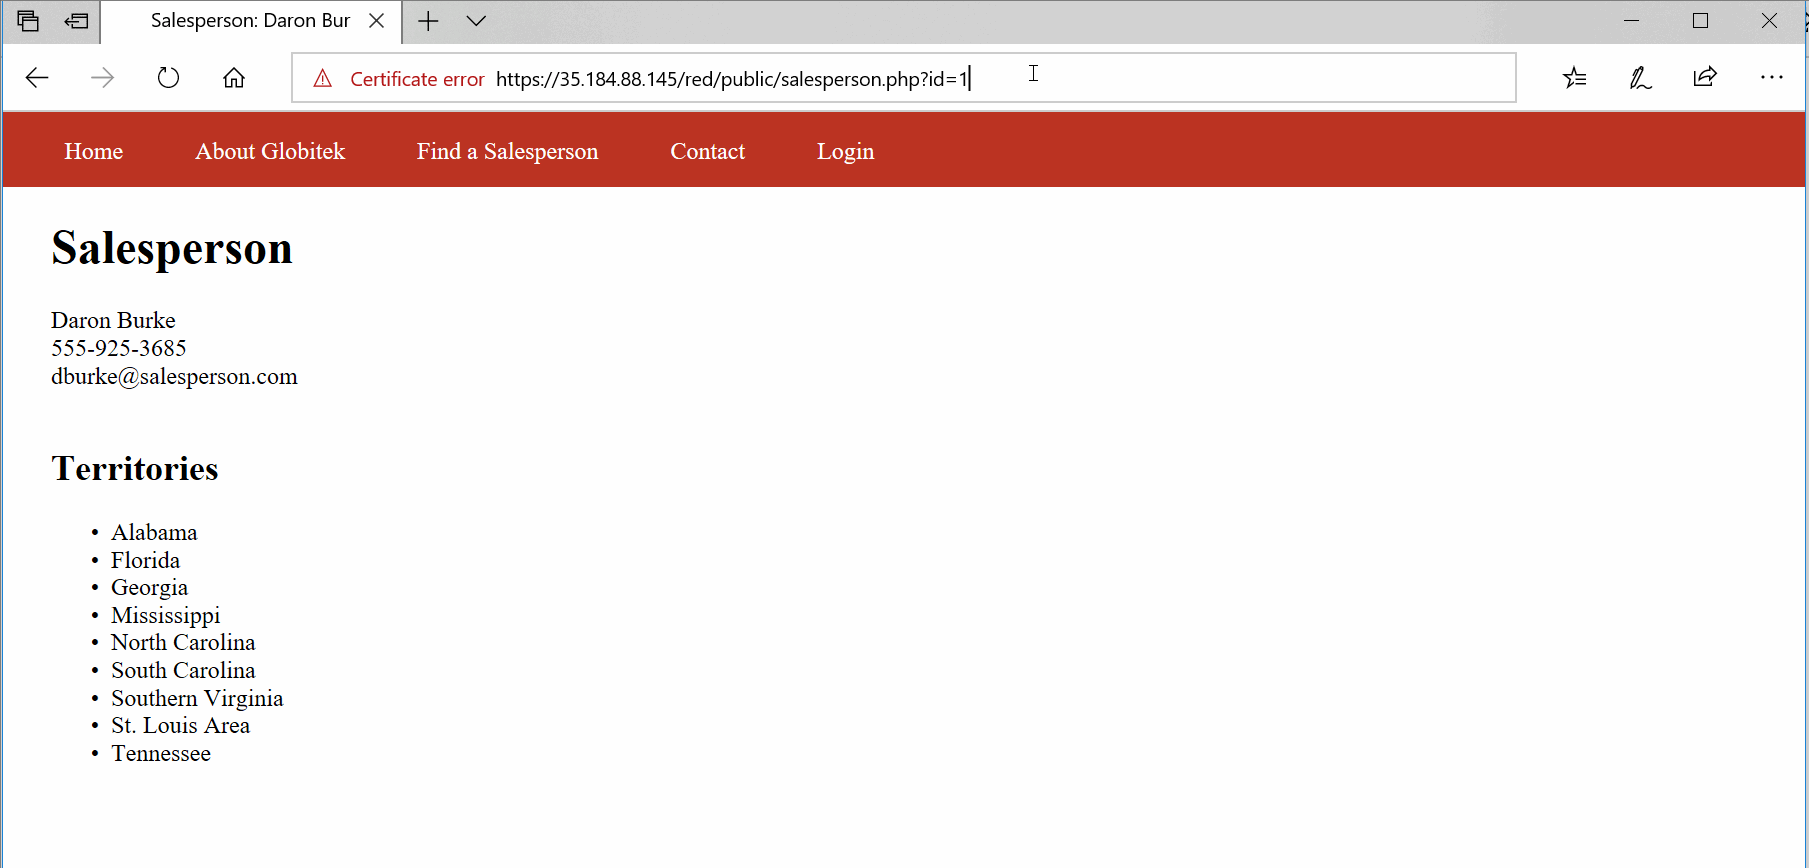 Salesperson: Daron Bur
Certificate error https://35.184.88.145/red/public/salesperson.php?id=1
Home About Globitek Find a Salesperson Contact Login
Salesperson
Daron Burke
555-925-3685
dburke@salesperson.com
Territories
• Alabama
• Florida
• Georgia
• Mississippi
• North Carolina
• South Carolina
• Southern Virginia
• St. Louis Area
• Tennessee